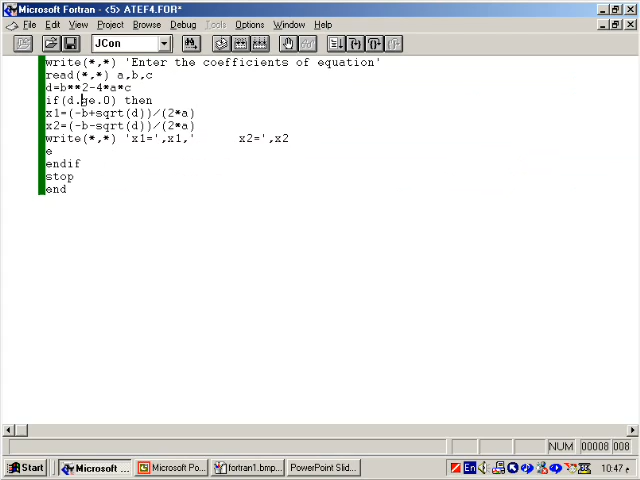 Microsoft Fortran - <5> ATEF4.FOR*
File Edit View Project Browse Debug Tools Options Window Help
JCon
write(*,*) 'Enter the coefficients of equation'
read(*,*) a,b,c
d=b**2-4*a*c
if(d.ge.0) then
x1=(-b+sqrt(d))/(2*a)
x2=(-b-sqrt(d))/(2*a)
write(*,*) 'x1=',x1,' x2=',x2
e
endif
stop
end
NUM 00008 008
Start Microsoft ... Microsoft Po... fortran1.bmp... PowerPoint Slid... En 10:47 م